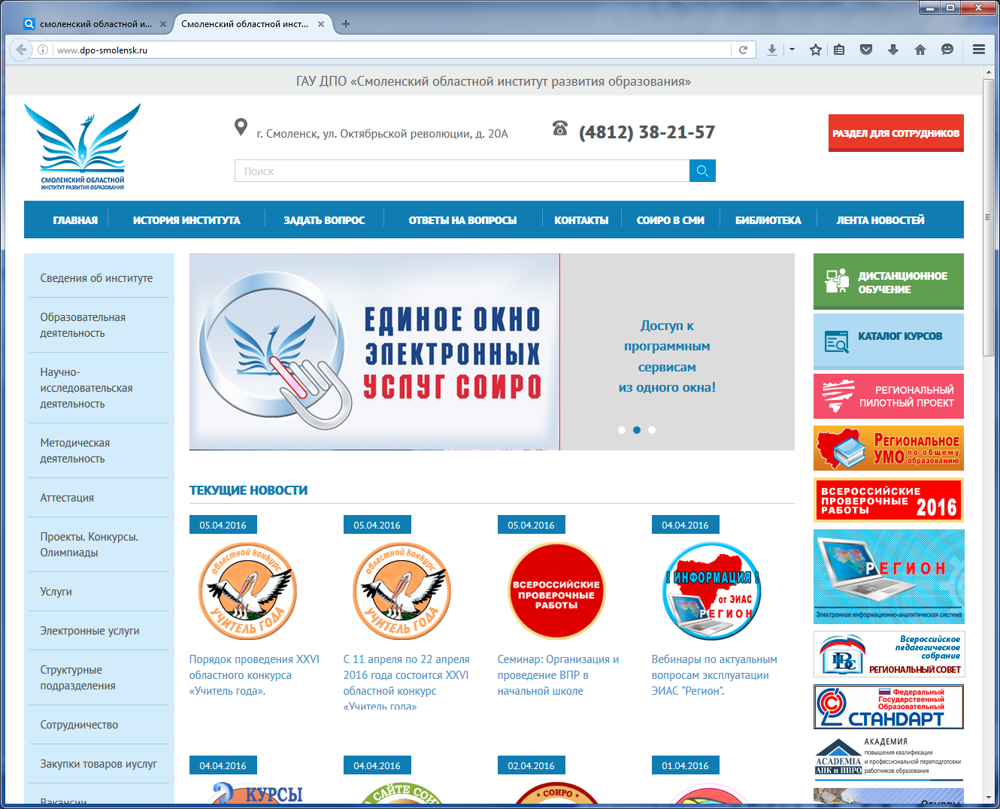 смоленский областной и...
Смоленский областной инст...
www.dpo-smolensk.ru
ГАУ ДПО «Смоленский областной институт развития образования»
СМОЛЕНСКИЙ ОБЛАСТНОЙ
ИНСТИТУТ РАЗВИТИЯ ОБРАЗОВАНИЯ
г. Смоленск, ул. Октябрьской революции, д. 20А
(4812) 38-21-57
РАЗДЕЛ ДЛЯ СОТРУДНИКОВ
Поиск
ГЛАВНАЯ
ИСТОРИЯ ИНСТИТУТА
ЗАДАТЬ ВОПРОС
ОТВЕТЫ НА ВОПРОСЫ
КОНТАКТЫ
СОИРО В СМИ
БИБЛИОТЕКА
ЛЕНТА НОВОСТЕЙ
Сведения об институте
Образовательная
деятельность
Научно-
исследовательская
деятельность
Методическая
деятельность
Аттестация
Проекты. Конкурсы.
Олимпиады
Услуги
Электронные услуги
Структурные
подразделения
Сотрудничество
Закупки товаров иуслуг
Вакансии
ЕДИНОЕ ОКНО
ЭЛЕКТРОННЫХ
УСЛУГ СОИРО
Доступ к
программным
сервисам
из одного окна!
ТЕКУЩИЕ НОВОСТИ
05.04.2016
областной конкурс
УЧИТЕЛЬ ГОДА
Порядок проведения XXVI
областного конкурса
«Учитель года».
05.04.2016
областной конкурс
УЧИТЕЛЬ ГОДА
С 11 апреля по 22 апреля
2016 года состоится XXVI
областной конкурс
«Учитель года»
05.04.2016
ВСЕРОССИЙСКИЕ
ПРОВЕРОЧНЫЕ
РАБОТЫ
Семинар: Организация и
проведение ВПР в
начальной школе
04.04.2016
! ИНФОРМАЦИЯ !
от ЭИАС
РЕГИОН
Вебинары по актуальным
вопросам эксплуатации
ЭИАС "Регион".
04.04.2016
КУРСЫ
04.04.2016
САЙТЕ СОИ
02.04.2016
СОИРО
01.04.2016
ДИСТАНЦИОННОЕ
ОБУЧЕНИЕ
КАТАЛОГ КУРСОВ
РЕГИОНАЛЬНЫЙ
ПИЛОТНЫЙ ПРОЕКТ
РЕГИОНАЛЬНОЕ
УМО по общему
образованию
ВСЕРОССИЙСКИЕ
ПРОВЕРОЧНЫЕ
РАБОТЫ 2016
РЕГИОН
Электронная информационно-аналитическая система
Всероссийское
педагогическое
собрание
РЕГИОНАЛЬНЫЙ СОВЕТ
Федеральный
Государственный
Образовательный
СТАНДАРТ
АКАДЕМИЯ
повышения квалификации
и профессиональной переподготовки
работников образования
ACADEMIA
АПК и ППРО
Основы